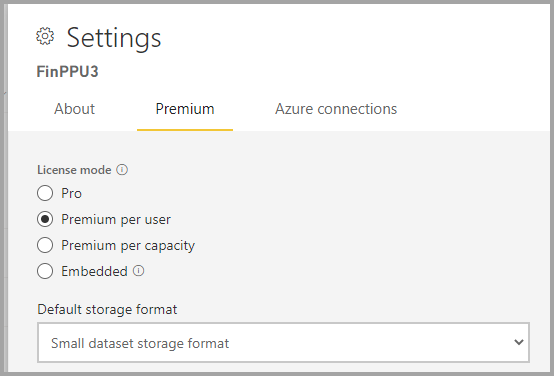 Settings
FinPPU3
About Premium Azure connections
License mode
Pro
Premium per user
Premium per capacity
Embedded
Default storage format
Small dataset storage format